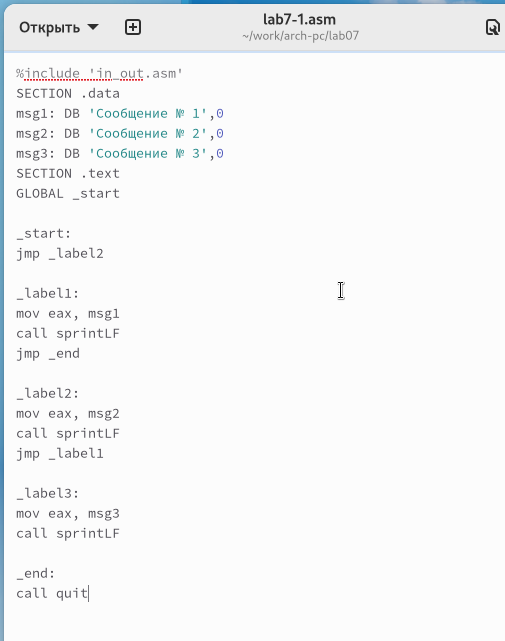 Открыть
lab7-1.asm
~/work/arch-pc/lab07
%include 'in_out.asm'
SECTION .data
msg1: DB 'Сообщение № 1',0
msg2: DB 'Сообщение № 2',0
msg3: DB 'Сообщение № 3',0
SECTION .text
GLOBAL _start
_start:
jmp _label2
_label1:
mov eax, msg1
call sprintLF
jmp _end
_label2:
mov eax, msg2
call sprintLF
jmp _label1
_label3:
mov eax, msg3
call sprintLF
_end:
call quit